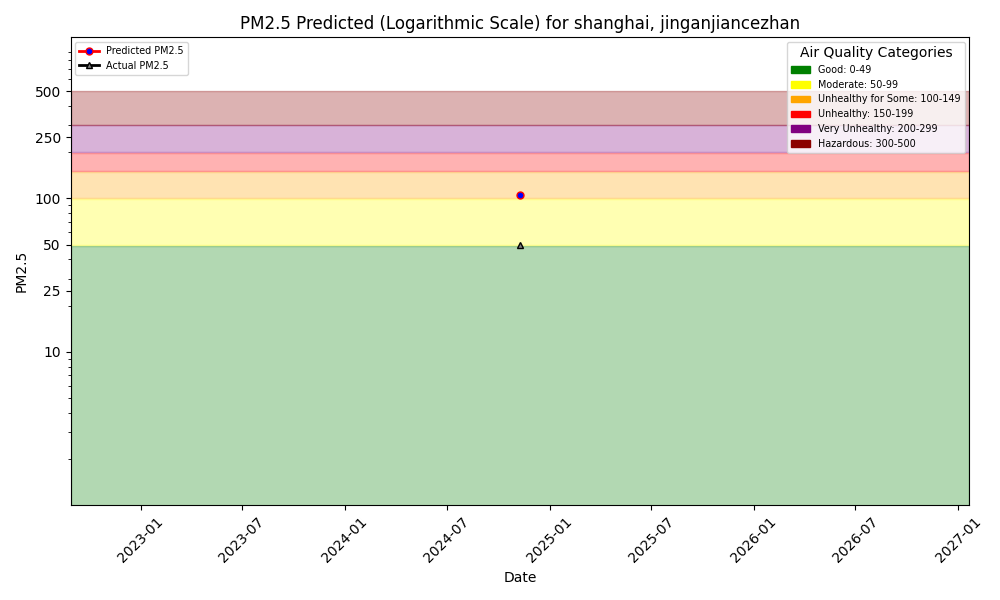 PM2.5 Predicted (Logarithmic Scale) for shanghai, jinganjiancezhan
Predicted PM2.5
Actual PM2.5
Air Quality Categories
Good: 0-49
Moderate: 50-99
Unhealthy for Some: 100-149
Unhealthy: 150-199
Very Unhealthy: 200-299
Hazardous: 300-500
PM2.5
500
250
100
50
25
10
2023-01
2023-07
2024-01
2024-07
2025-01
2025-07
2026-01
2026-07
2027-01
Date